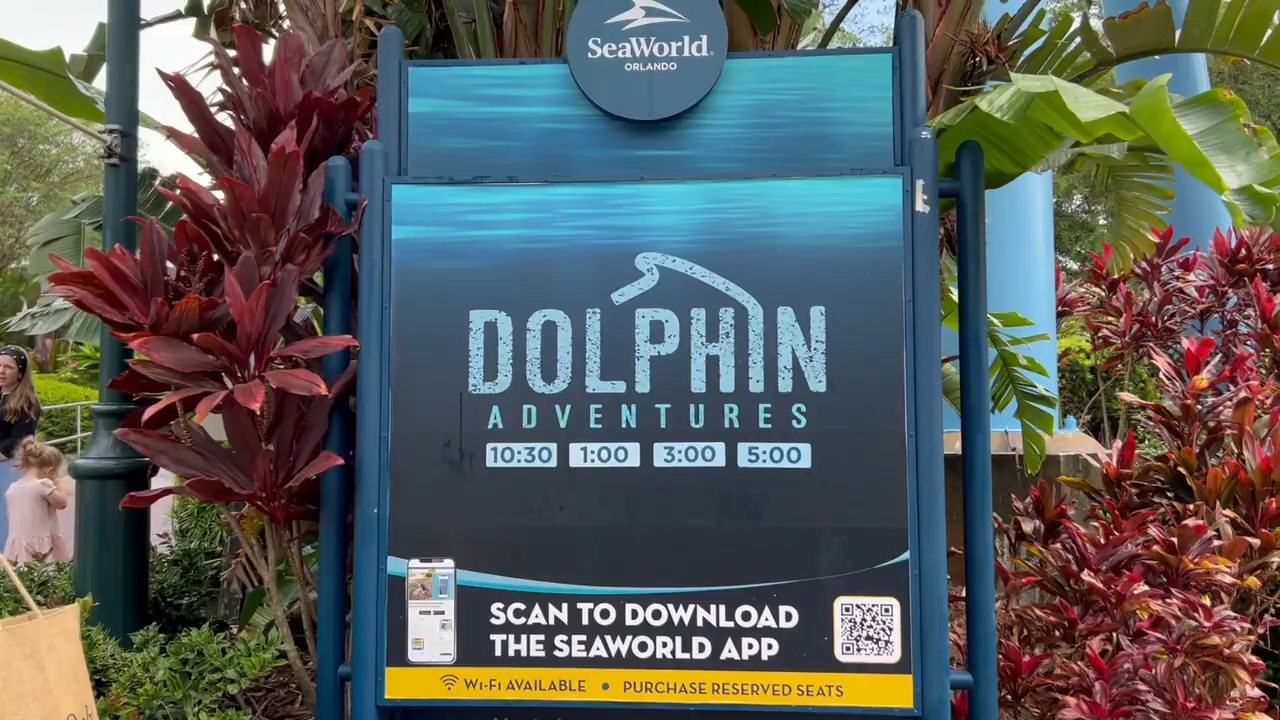 SeaWorld®
ORLANDO
DOLPHIN
ADVENTURES
10:30 1:00 3:00 5:00
SCAN TO DOWNLOAD
THE SEAWORLD APP
WI-FI AVAILABLE • PURCHASE RESERVED SEATS